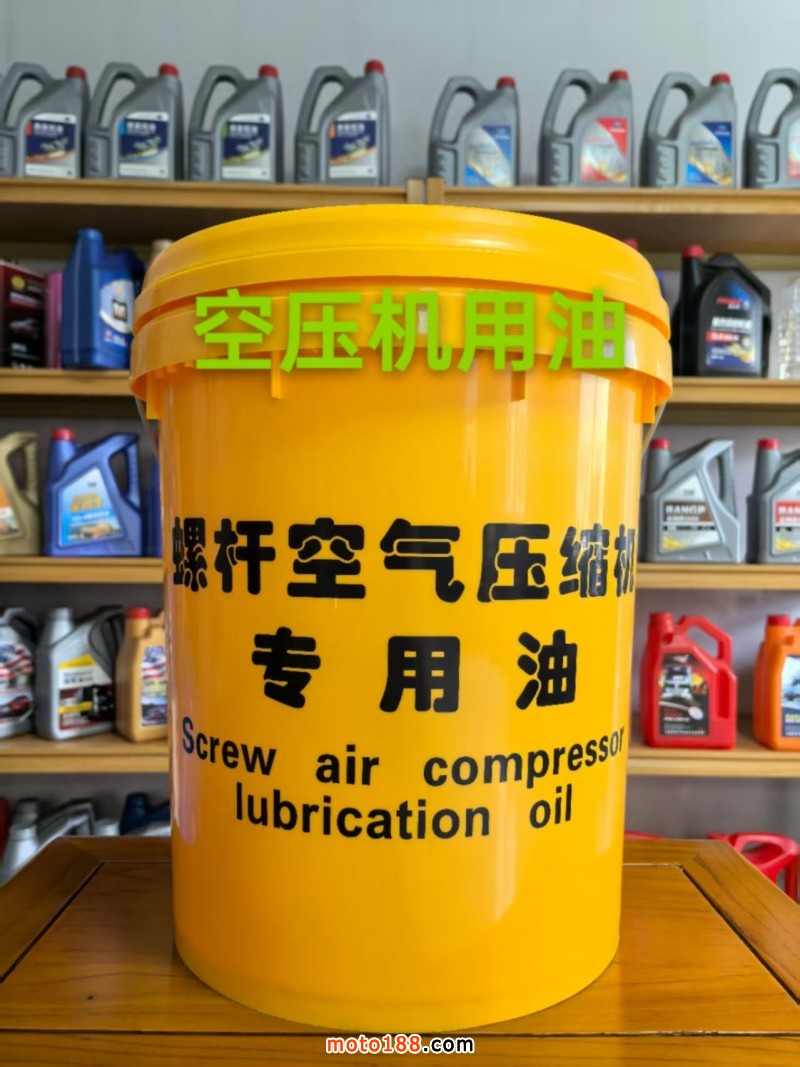 空压机用油
螺杆空气压缩机
专用油
Screw air compressor
lubrication oil
BANGP
moto188.com